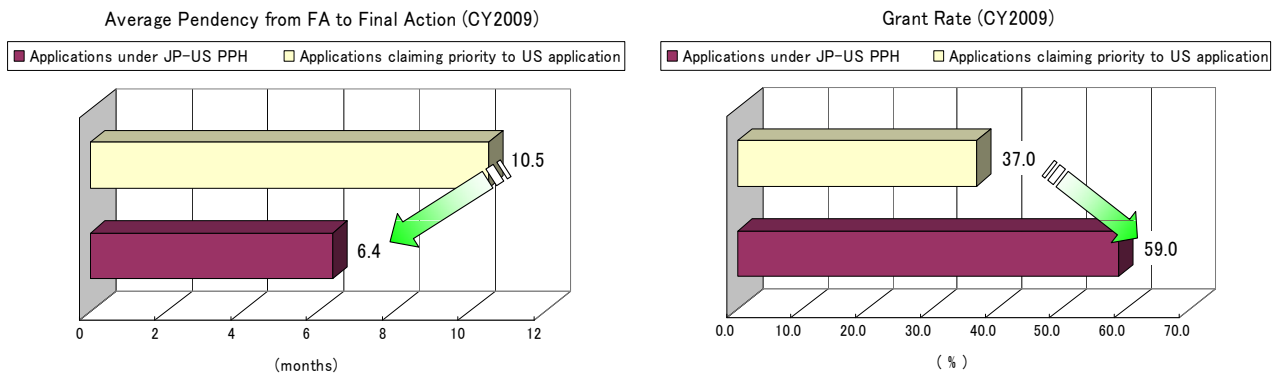 Average Pendency from FA to Final Action (CY2009)
Applications under JP-US PPH Applications claiming priority to US application
10.5
6.4
0 2 4 6 8 10 12
(months)
Grant Rate (CY2009)
Applications under JP-US PPH Applications claiming priority to US application
37.0
59.0
0.0 10.0 20.0 30.0 40.0 50.0 60.0 70.0
( % )